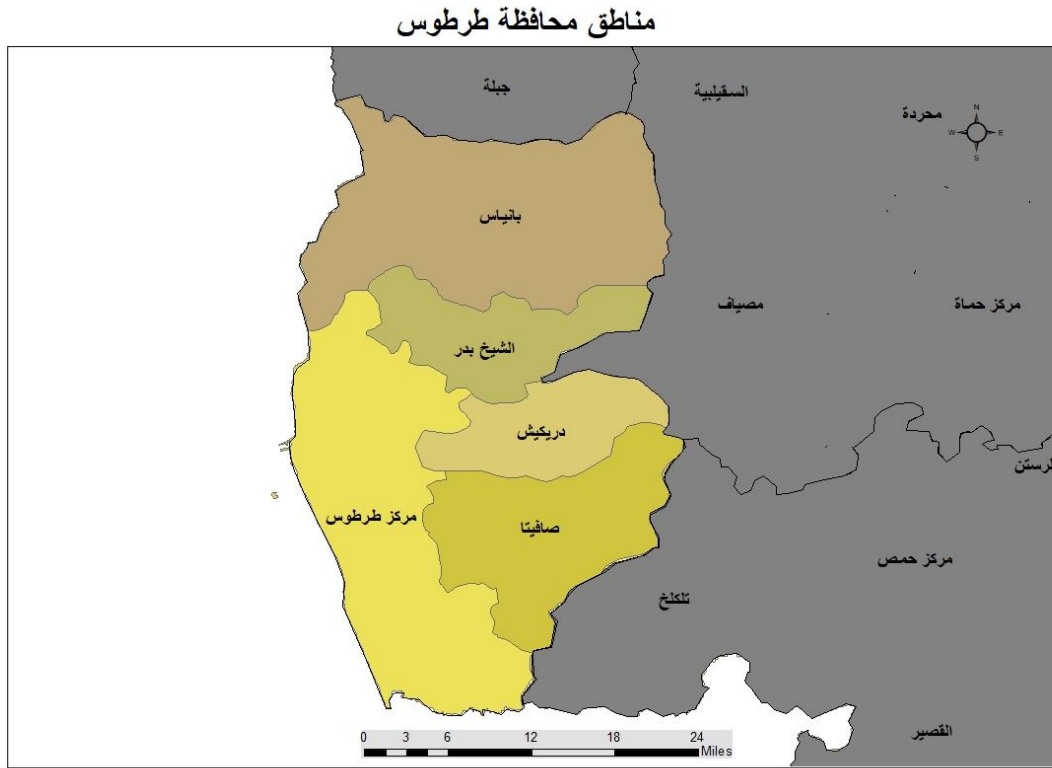 مناطق محافظة طرطوس
جبلة
السقيلبية
محردة
N
W
E
S
بانياس
مصياف
مركز حماة
الشيخ بدر
دريكيش
الرستن
مركز طرطوس
صافيتا
مركز حمص
تلكلخ
القصير
0 3 6 12 18 24
Miles